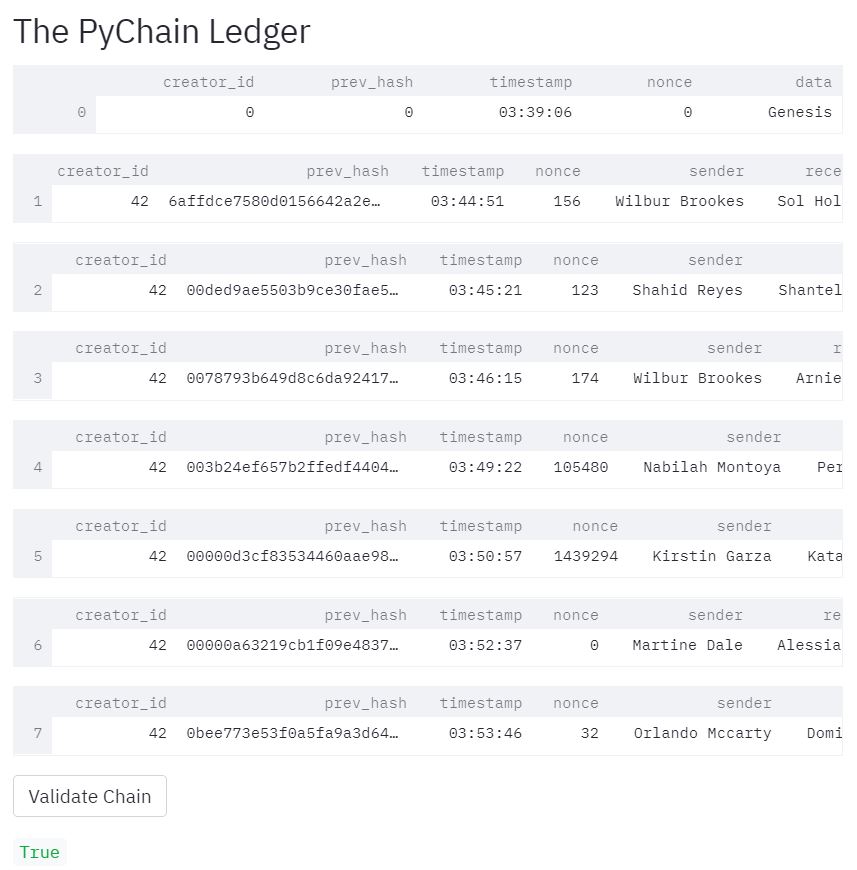 The PyChain Ledger
creator_id prev_hash timestamp nonce data
0 0 0 03:39:06 0 Genesis
creator_id prev_hash timestamp nonce sender rece
1 42 6affdce7580d0156642a2e… 03:44:51 156 Wilbur Brookes Sol Hol
creator_id prev_hash timestamp nonce sender
2 42 00ded9ae5503b9ce30fae5… 03:45:21 123 Shahid Reyes Shantel
creator_id prev_hash timestamp nonce sender r
3 42 0078793b649d8c6da92417… 03:46:15 174 Wilbur Brookes Arnie
creator_id prev_hash timestamp nonce sender
4 42 003b24ef657b2ffedf4404… 03:49:22 105480 Nabilah Montoya Per
creator_id prev_hash timestamp nonce sender
5 42 00000d3cf83534460aae98… 03:50:57 1439294 Kirstin Garza Kata
creator_id prev_hash timestamp nonce sender re
6 42 00000a63219cb1f09e4837… 03:52:37 0 Martine Dale Alessia
creator_id prev_hash timestamp nonce sender
7 42 0bee773e53f0a5fa9a3d64… 03:53:46 32 Orlando Mccarty Domi
Validate Chain
True